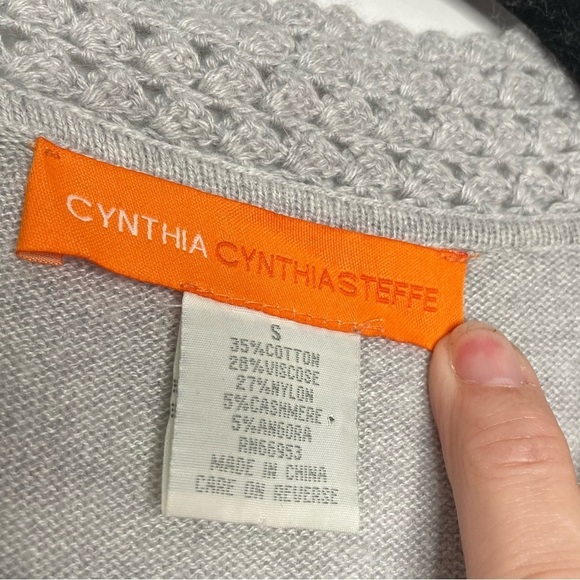 CYNTHIA CYNTHIASTEFFE
S
35%COTTON
28%VISCOSE
27%NYLON
5%CASHMERE
5%ANGORA
RN66953
MADE IN CHINA
CARE ON REVERSE